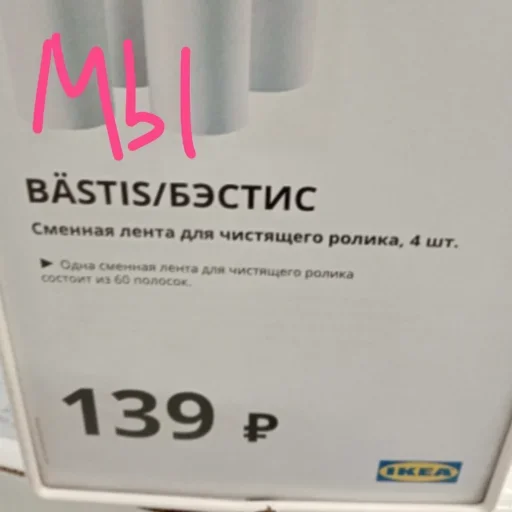 мы
BÄSTIS/БЭСТИС
Сменная лента для чистящего ролика, 4 шт.
► Одна сменная лента для чистящего ролика
состоит из 60 полосок.
139 ₽
IKEA